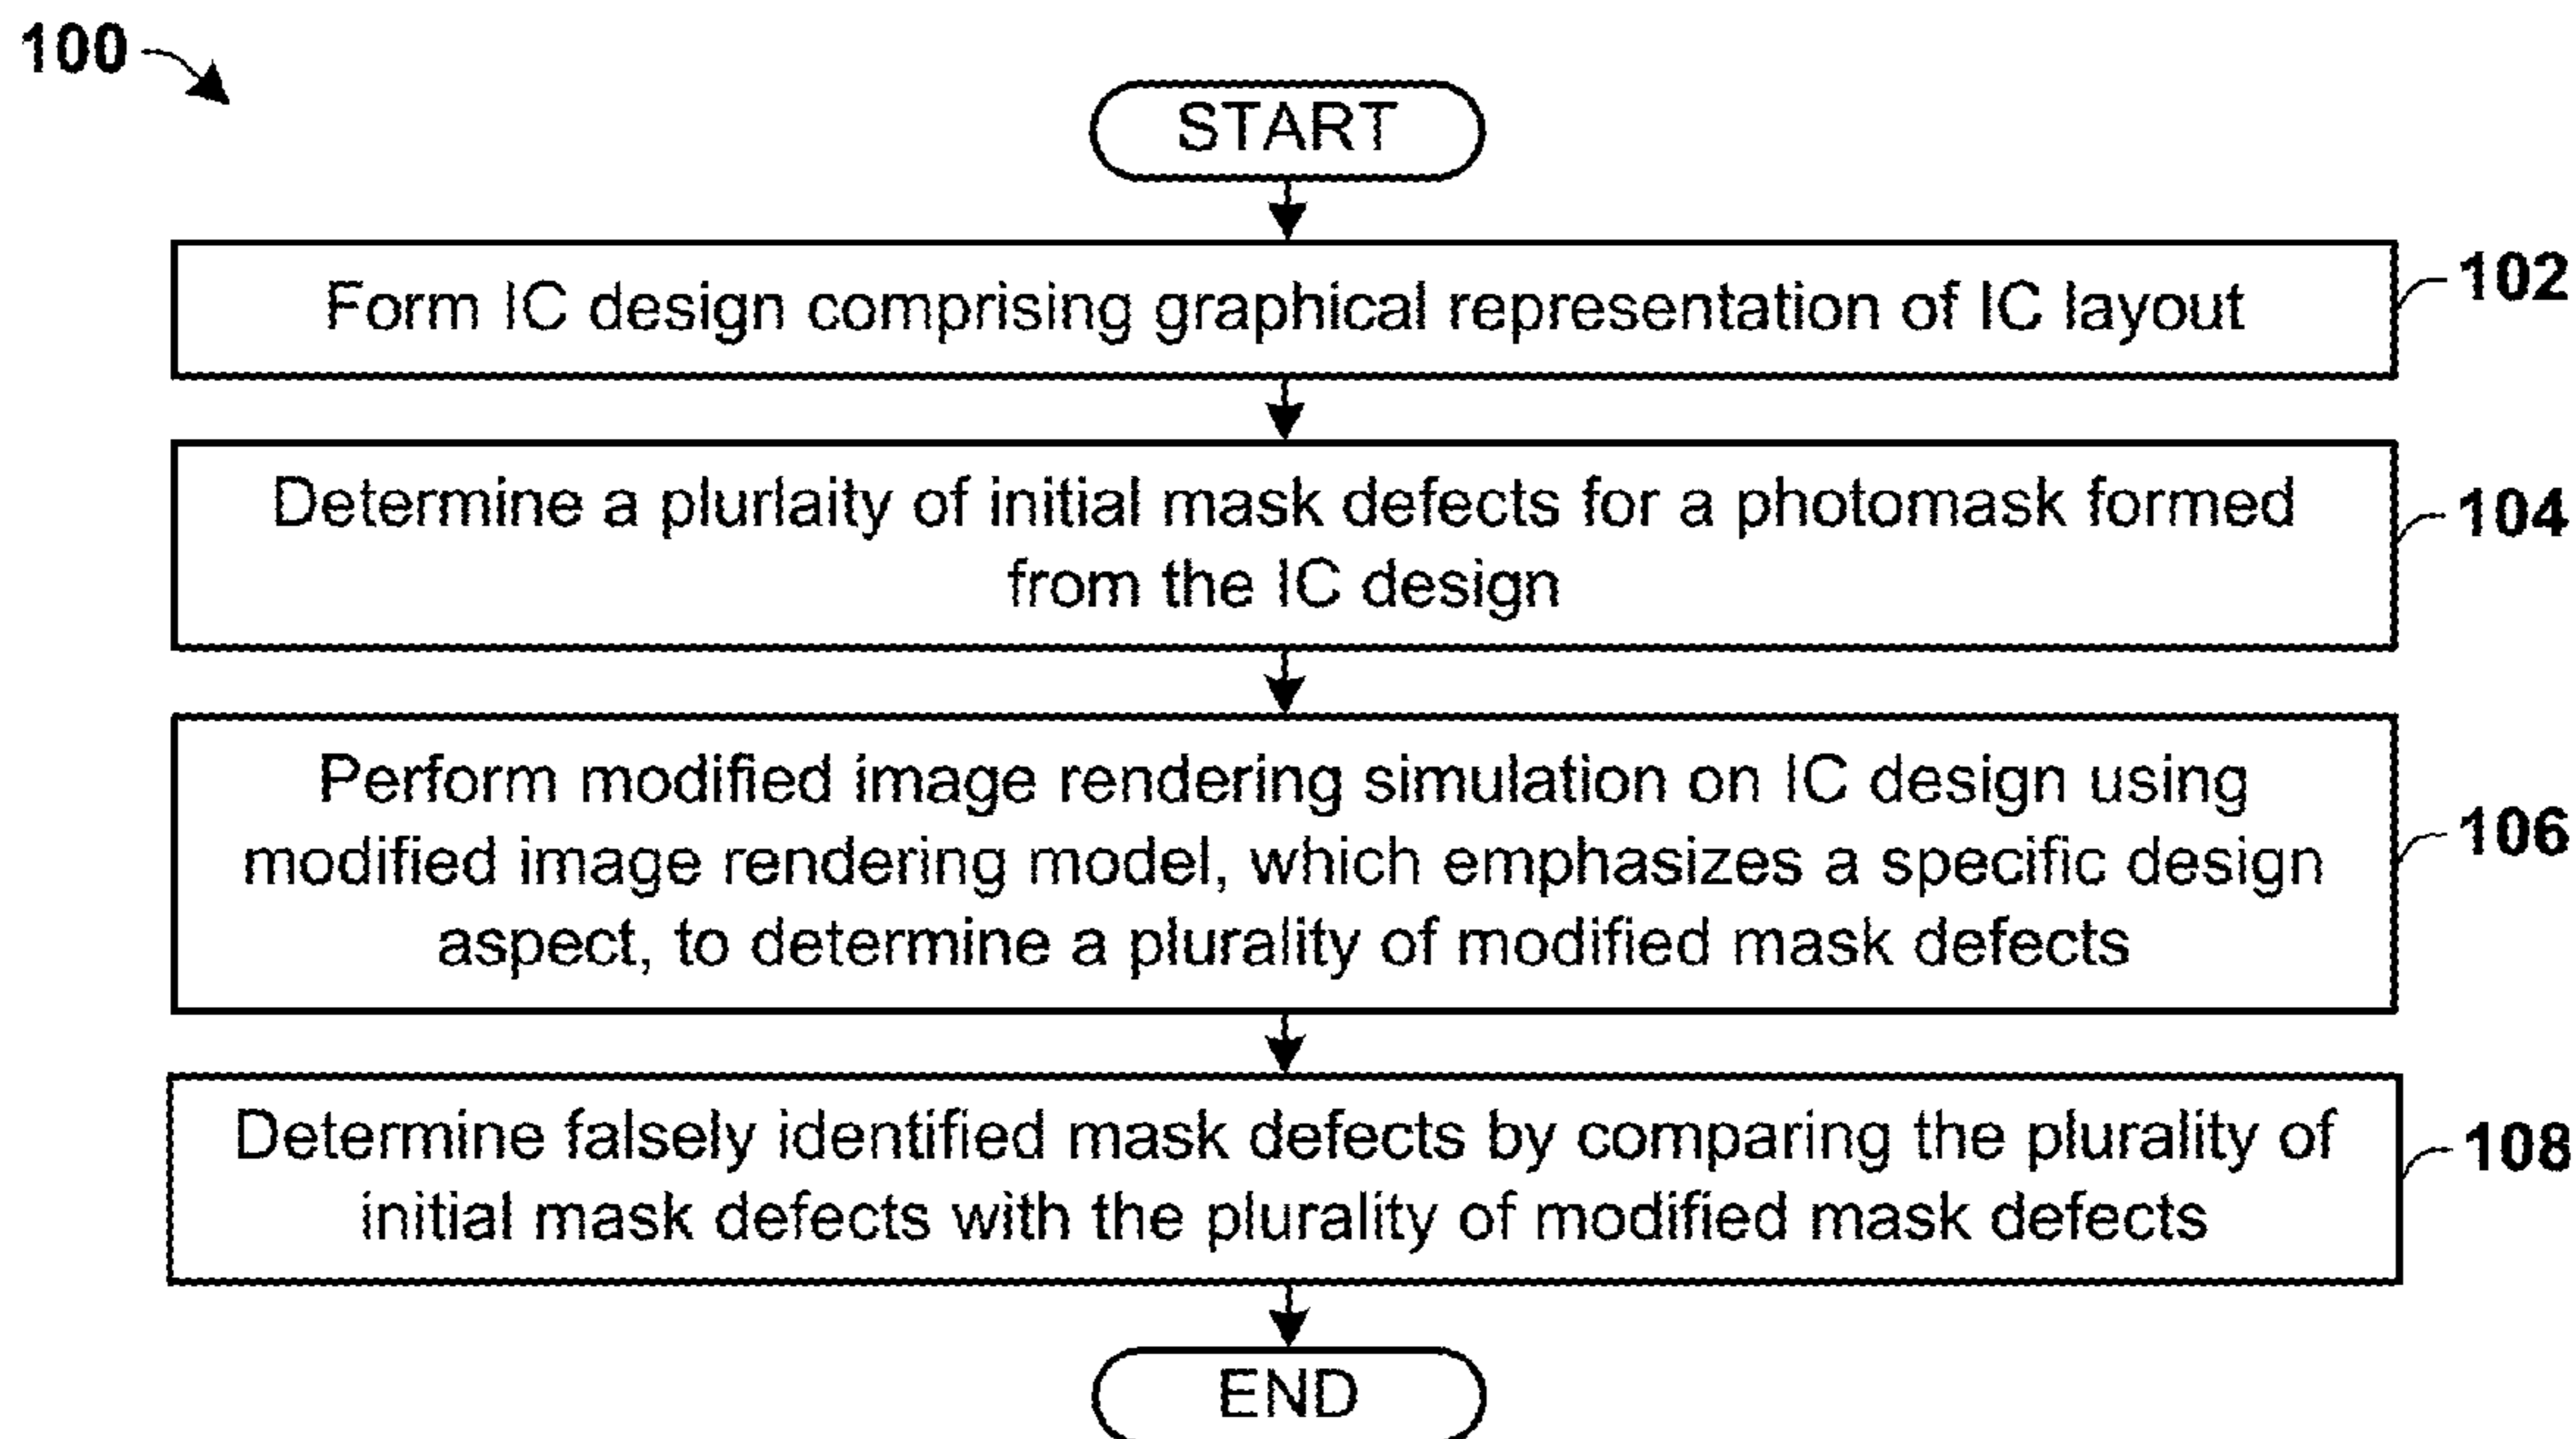 100
START
Form IC design comprising graphical representation of IC layout
102
Determine a plurlaity of initial mask defects for a photomask formed
from the IC design
104
Perform modified image rendering simulation on IC design using
modified image rendering model, which emphasizes a specific design
aspect, to determine a plurality of modified mask defects
106
Determine falsely identified mask defects by comparing the plurality of
initial mask defects with the plurality of modified mask defects
108
END